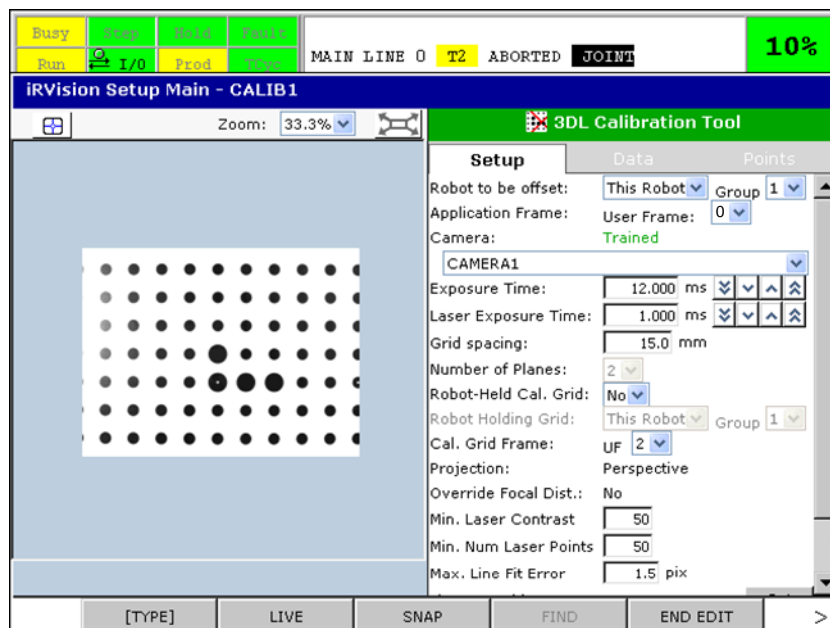 Busy Step Hold Fault
Run I/O Prod TCyc
MAIN LINE 0 T2 ABORTED JOINT
10%
iRVision Setup Main - CALIB1
Zoom: 33.3%
3DL Calibration Tool
Setup Data Points
Robot to be offset: This Robot Group 1
Application Frame: User Frame: 0
Camera: Trained
CAMERA1
Exposure Time: 12.000 ms
Laser Exposure Time: 1.000 ms
Grid spacing: 15.0 mm
Number of Planes: 2
Robot-Held Cal. Grid: No
Robot Holding Grid: This Robot Group 1
Cal. Grid Frame: UF 2
Projection: Perspective
Override Focal Dist.: No
Min. Laser Contrast 50
Min. Num Laser Points 50
Max. Line Fit Error 1.5 pix
[TYPE] LIVE SNAP FIND END EDIT >